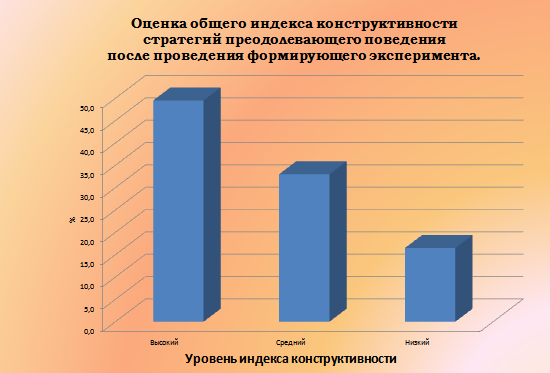 Оценка общего индекса конструктивности
стратегий преодолевающего поведения
после проведения формирующего эксперимента.
50,0
45,0
40,0
35,0
30,0
25,0
20,0
15,0
10,0
5,0
0,0
%
Высокий Средний Низкий
Уровень индекса конструктивности